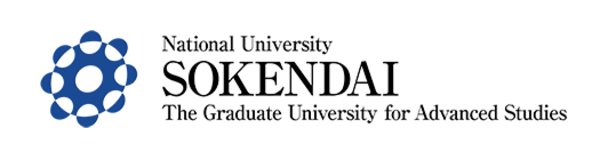 National University
SOKENDAI
The Graduate University for Advanced Studies